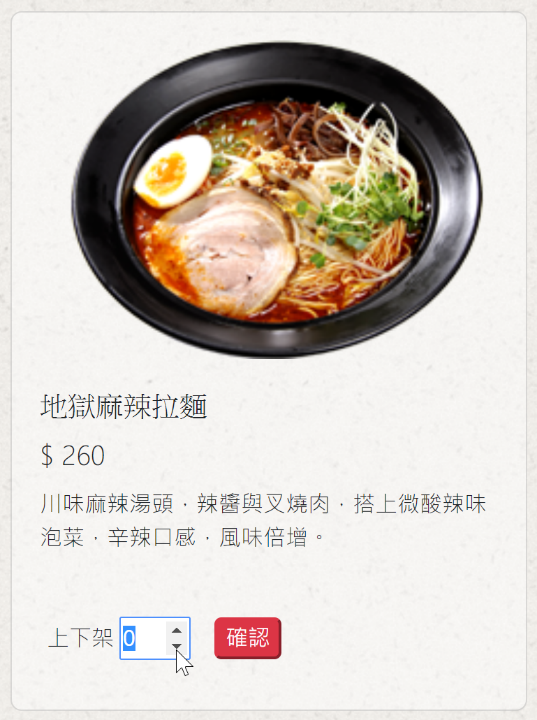 地獄麻辣拉麵
$ 260
川味麻辣湯頭，辣醬與叉燒肉，搭上微酸辣味
泡菜，辛辣口感，風味倍增。
上下架 0 確認